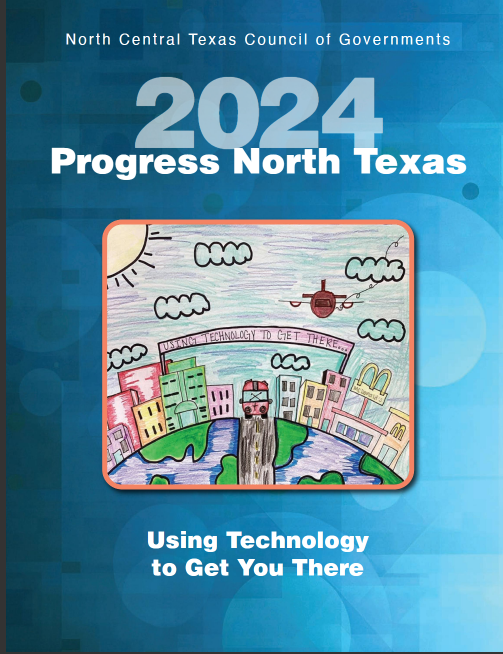 North Central Texas Council of Governments
2024
Progress North Texas
USING TECHNOLOGY TO GET THERE...
Using Technology
to Get You There